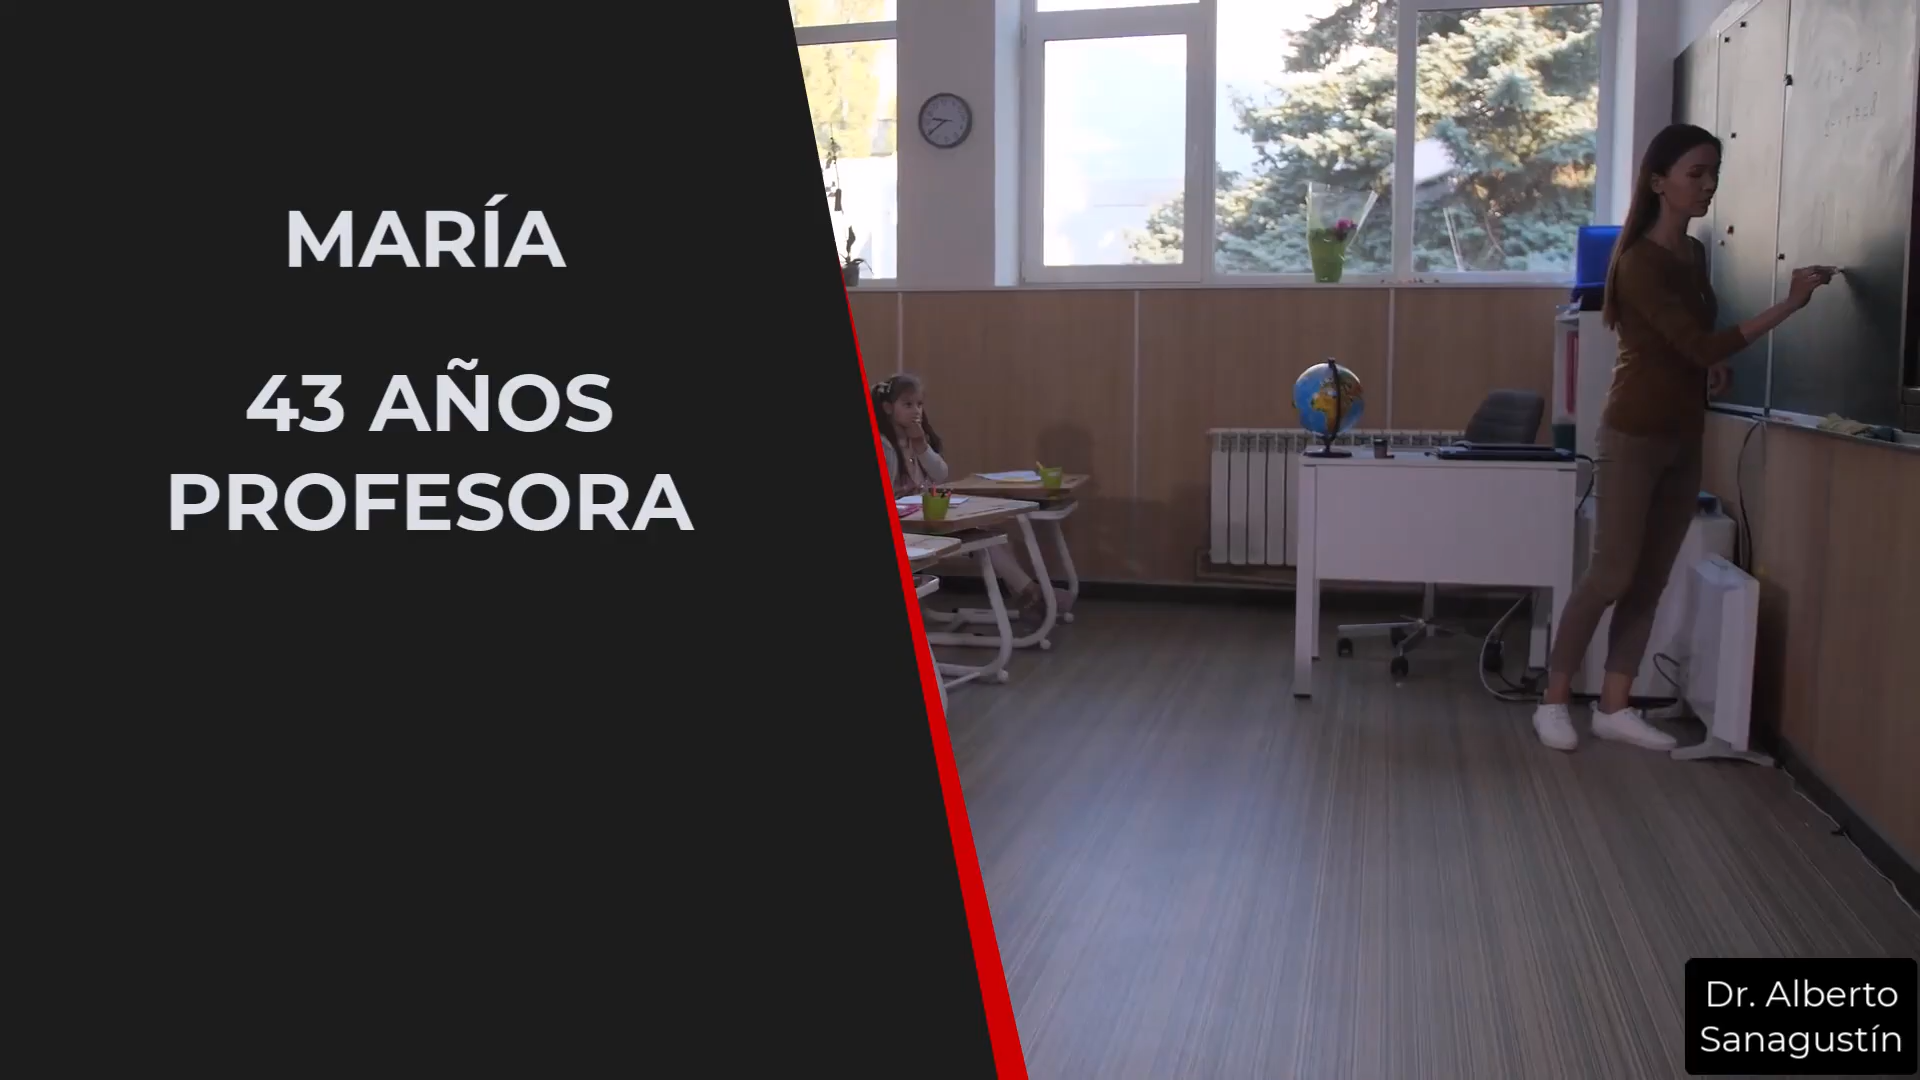 MARÍA
43 AÑOS
PROFESORA
Dr. Alberto
Sanagustín